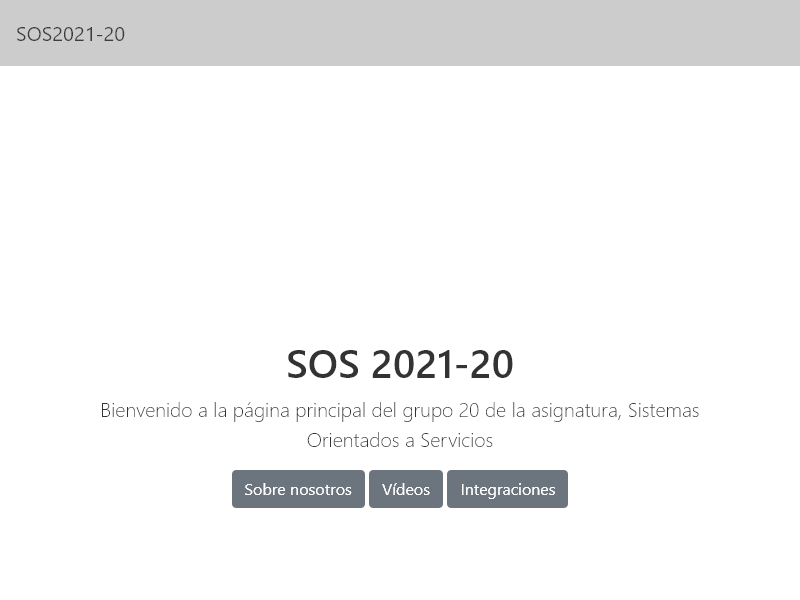 SOS2021-20
SOS 2021-20
Bienvenido a la página principal del grupo 20 de la asignatura, Sistemas
Orientados a Servicios
Sobre nosotros Vídeos Integraciones